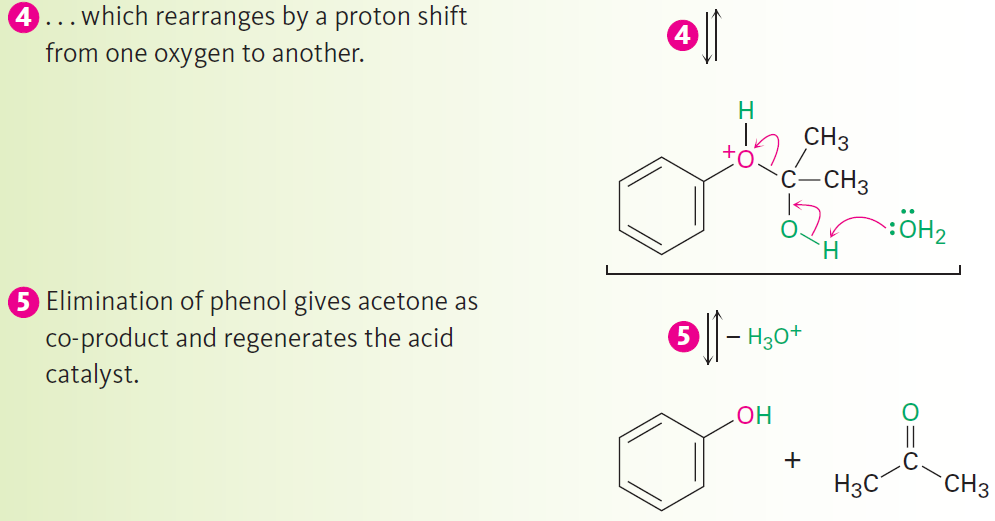 4 ...which rearranges by a proton shift
from one oxygen to another.
4
H
+O
CH3
C—CH3
O
H
:ÖH2
5 Elimination of phenol gives acetone as
co-product and regenerates the acid
catalyst.
5 – H3O+
OH
+
O
C
H3C
CH3